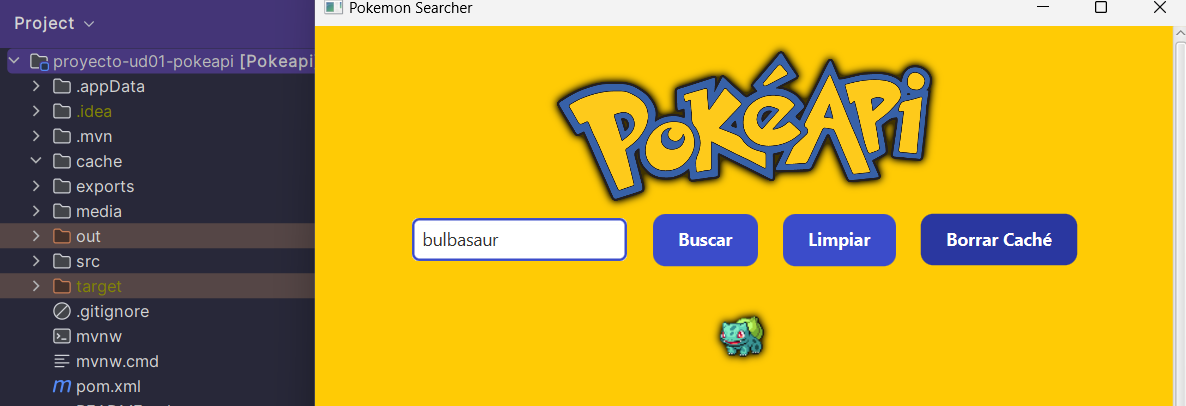 Project
proyecto-ud01-pokeapi [Pokeapi
.appData
.idea
.mvn
cache
exports
media
out
src
target
.gitignore
mvnw
mvnw.cmd
pom.xml
Pokemon Searcher
PokéAPi
bulbasaur
Buscar
Limpiar
Borrar Caché